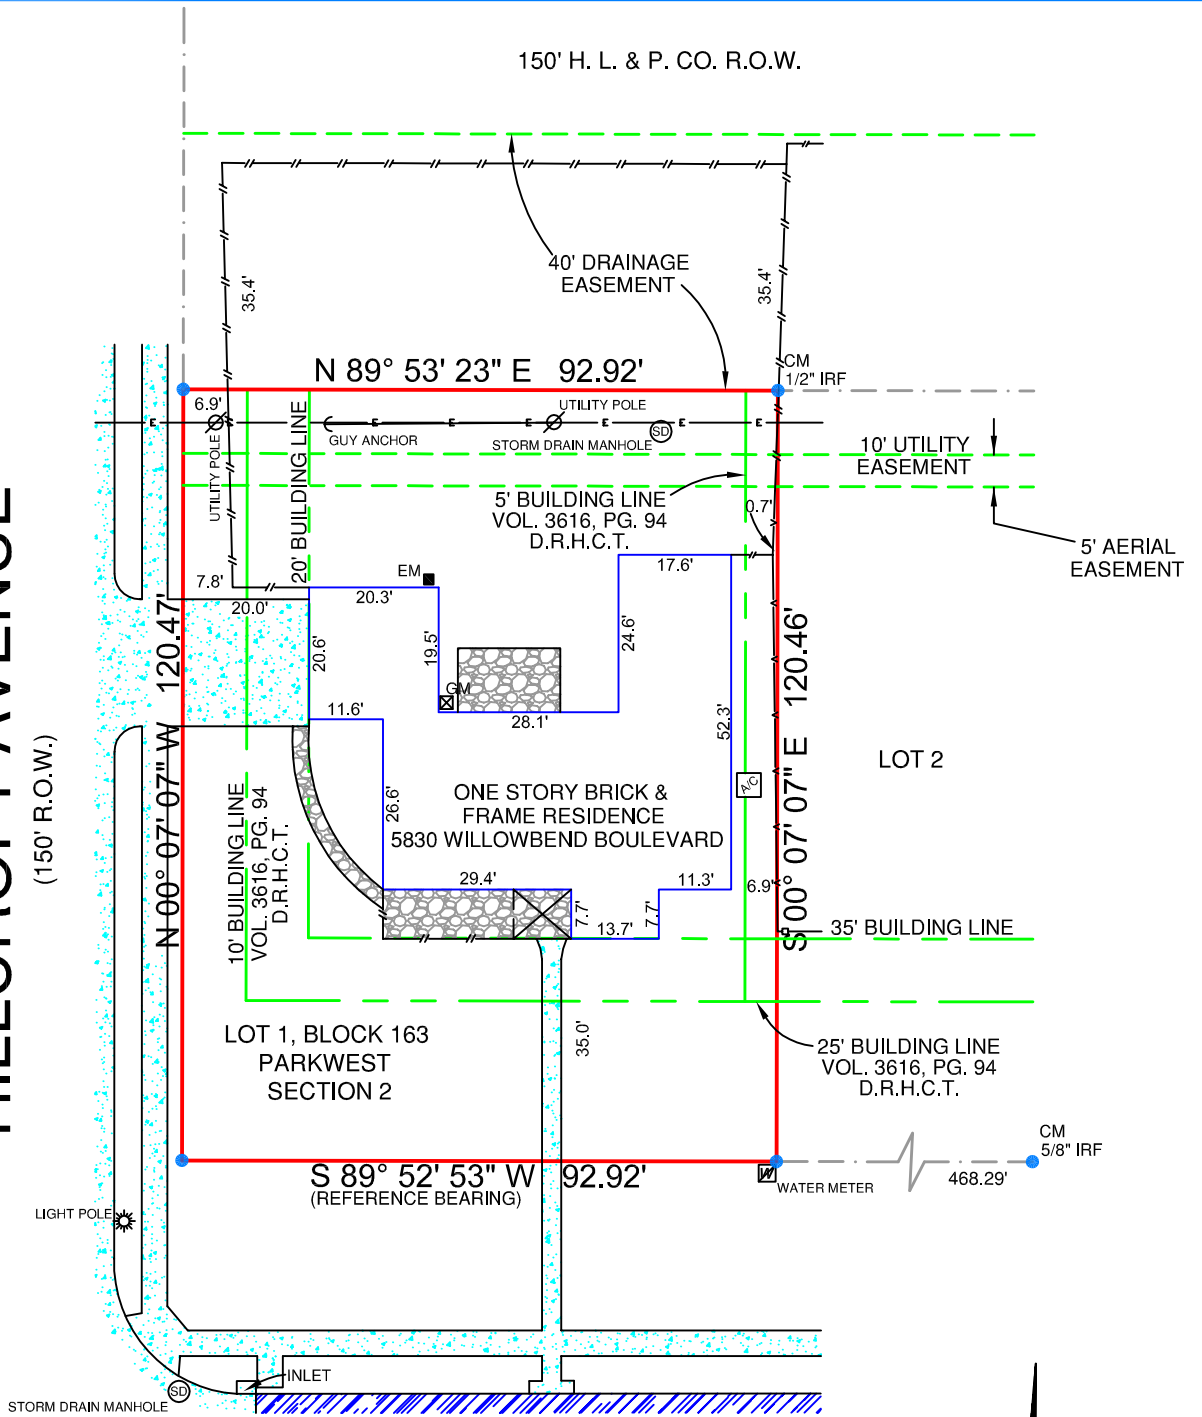 150' H. L. & P. CO. R.O.W.
40' DRAINAGE
EASEMENT
35.4'
35.4'
N 89° 53' 23" E 92.92'
CM
1/2" IRF
6.9'
UTILITY POLE
E
E
E
E
E
E
E
GUY ANCHOR
STORM DRAIN MANHOLE
SD
UTILITY POLE
20' BUILDING LINE
10' UTILITY
EASEMENT
5' BUILDING LINE
VOL. 3616, PG. 94
D.R.H.C.T.
0.7'
5' AERIAL
EASEMENT
7.8'
20.0'
EM
20.3'
17.6'
20.6'
19.5'
24.6'
GM
28.1'
11.6'
52.3'
N 00° 07' 07" W 120.47'
S 00° 07' 07" E 120.46'
AVENUE
(150' R.O.W.)
LOT 2
A/C
ONE STORY BRICK &
FRAME RESIDENCE
5830 WILLOWBEND BOULEVARD
26.6'
10' BUILDING LINE
VOL. 3616, PG. 94
D.R.H.C.T.
29.4'
11.3'
6.9'
7.7'
13.7'
7.7'
35' BUILDING LINE
35.0'
LOT 1, BLOCK 163
PARKWEST
SECTION 2
25' BUILDING LINE
VOL. 3616, PG. 94
D.R.H.C.T.
CM
5/8" IRF
S 89° 52' 53" W 92.92'
(REFERENCE BEARING)
W
WATER METER
468.29'
LIGHT POLE
INLET
SD
STORM DRAIN MANHOLE